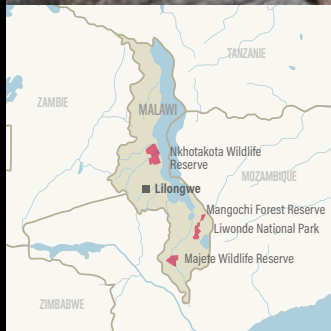 TANZANIE
ZAMBIE
MALAWI
Nkhotakota Wildlife
Reserve
MOZAMBIQUE
Lilongwe
Mangochi Forest Reserve
Liwonde National Park
Majete Wildlife Reserve
ZIMBABWE